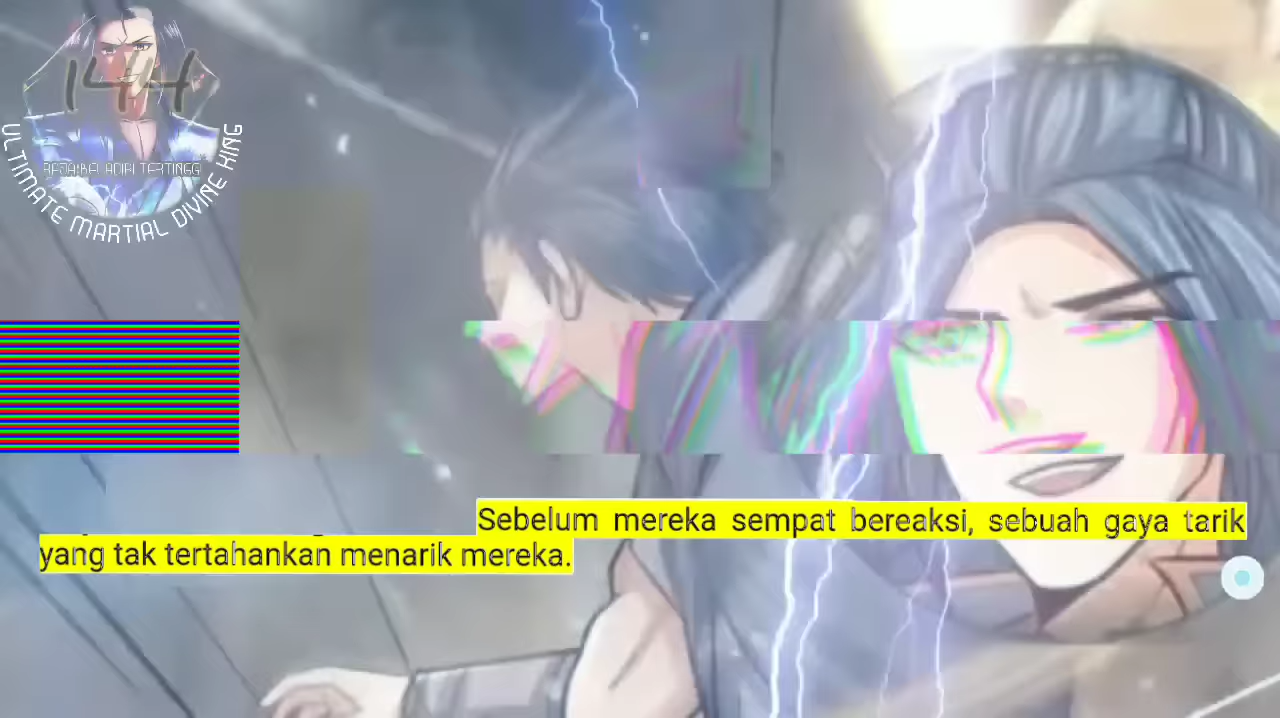 144
ULTIMATE MARTIAL DIVINE KING
Sebelum mereka sempat bereaksi, sebuah gaya tarik
yang tak tertahankan menarik mereka.